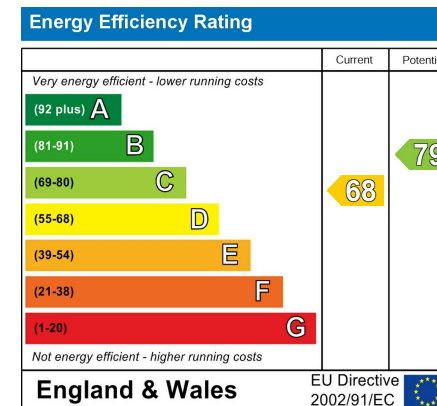 Energy Efficiency Rating
Current
Very energy efficient - lower running costs
(92 plus) A
(81-91) B
79
(69-80) C
68
(55-68) D
(39-54) E
(21-38) F
(1-20) G
Not energy efficient - higher running costs
England & Wales
EU Directive
2002/91/EC